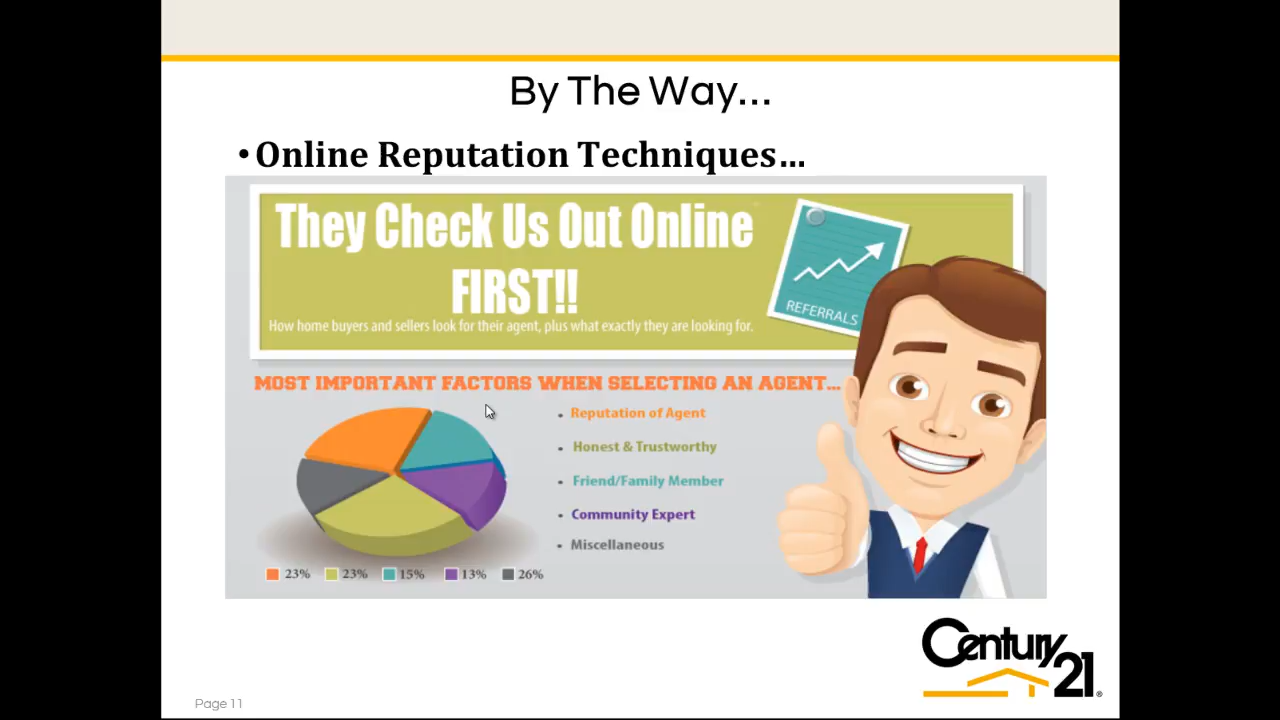 By The Way...
• Online Reputation Techniques...
They Check Us Out Online
FIRST!!
How home buyers and sellers look for their agent, plus what exactly they are looking for.
REFERRALS
MOST IMPORTANT FACTORS WHEN SELECTING AN AGENT...
• Reputation of Agent
• Honest & Trustworthy
• Friend/Family Member
• Community Expert
• Miscellaneous
23% 23% 15% 13% 26%
Century
21®
Page 11